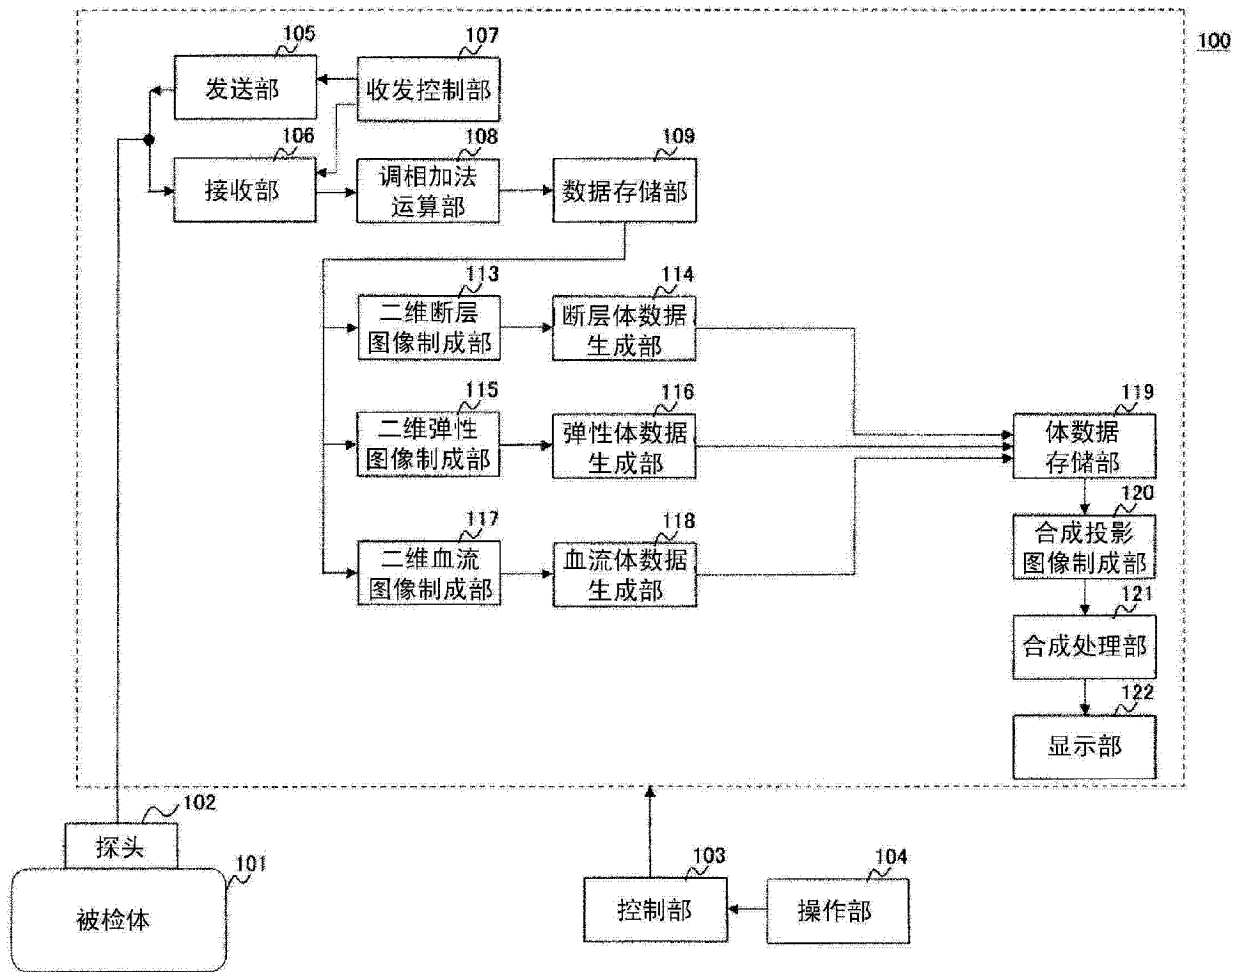 100
105
发送部
107
收发控制部
106
接收部
108
调相加法
运算部
109
数据存储部
113
二维断层
图像制成部
114
断层体数据
生成部
115
二维弹性
图像制成部
116
弹性体数据
生成部
117
二维血流
图像制成部
118
血流体数据
生成部
119
体数据
存储部
120
合成投影
图像制成部
121
合成处理部
122
显示部
102
探头
101
被检体
103
控制部
104
操作部